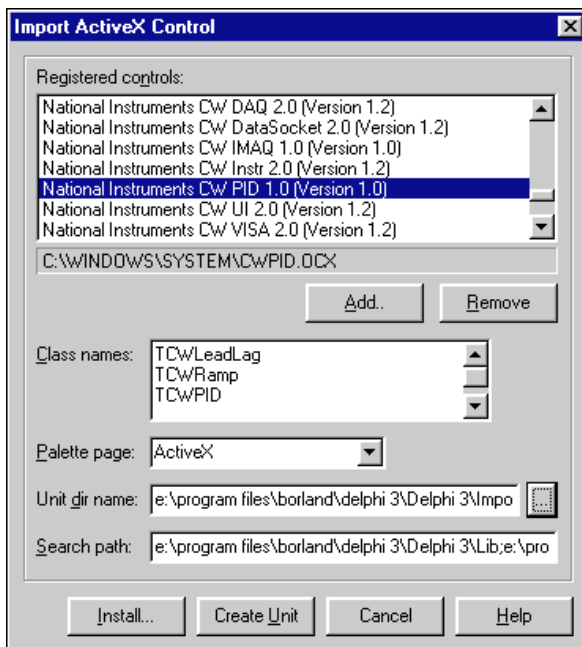 Import ActiveX Control
Registered controls:
National Instruments CW DAQ 2.0 (Version 1.2)
National Instruments CW DataSocket 2.0 (Version 1.2)
National Instruments CW IMAQ 1.0 (Version 1.0)
National Instruments CW Instr 2.0 (Version 1.2)
National Instruments CW PID 1.0 (Version 1.0)
National Instruments CW UI 2.0 (Version 1.2)
National Instruments CW VISA 2.0 (Version 1.2)
C:\WINDOWS\SYSTEM\CWPID.OCX
Add.. Remove
Class names: TCWLeadLag
TCWRamp
TCWPID
Palette page: ActiveX
Unit dir name: e:\program files\borland\delphi 3\Delphi 3\Impo ...
Search path: e:\program files\borland\delphi 3\Delphi 3\Lib;e:\pro
Install... Create Unit Cancel Help